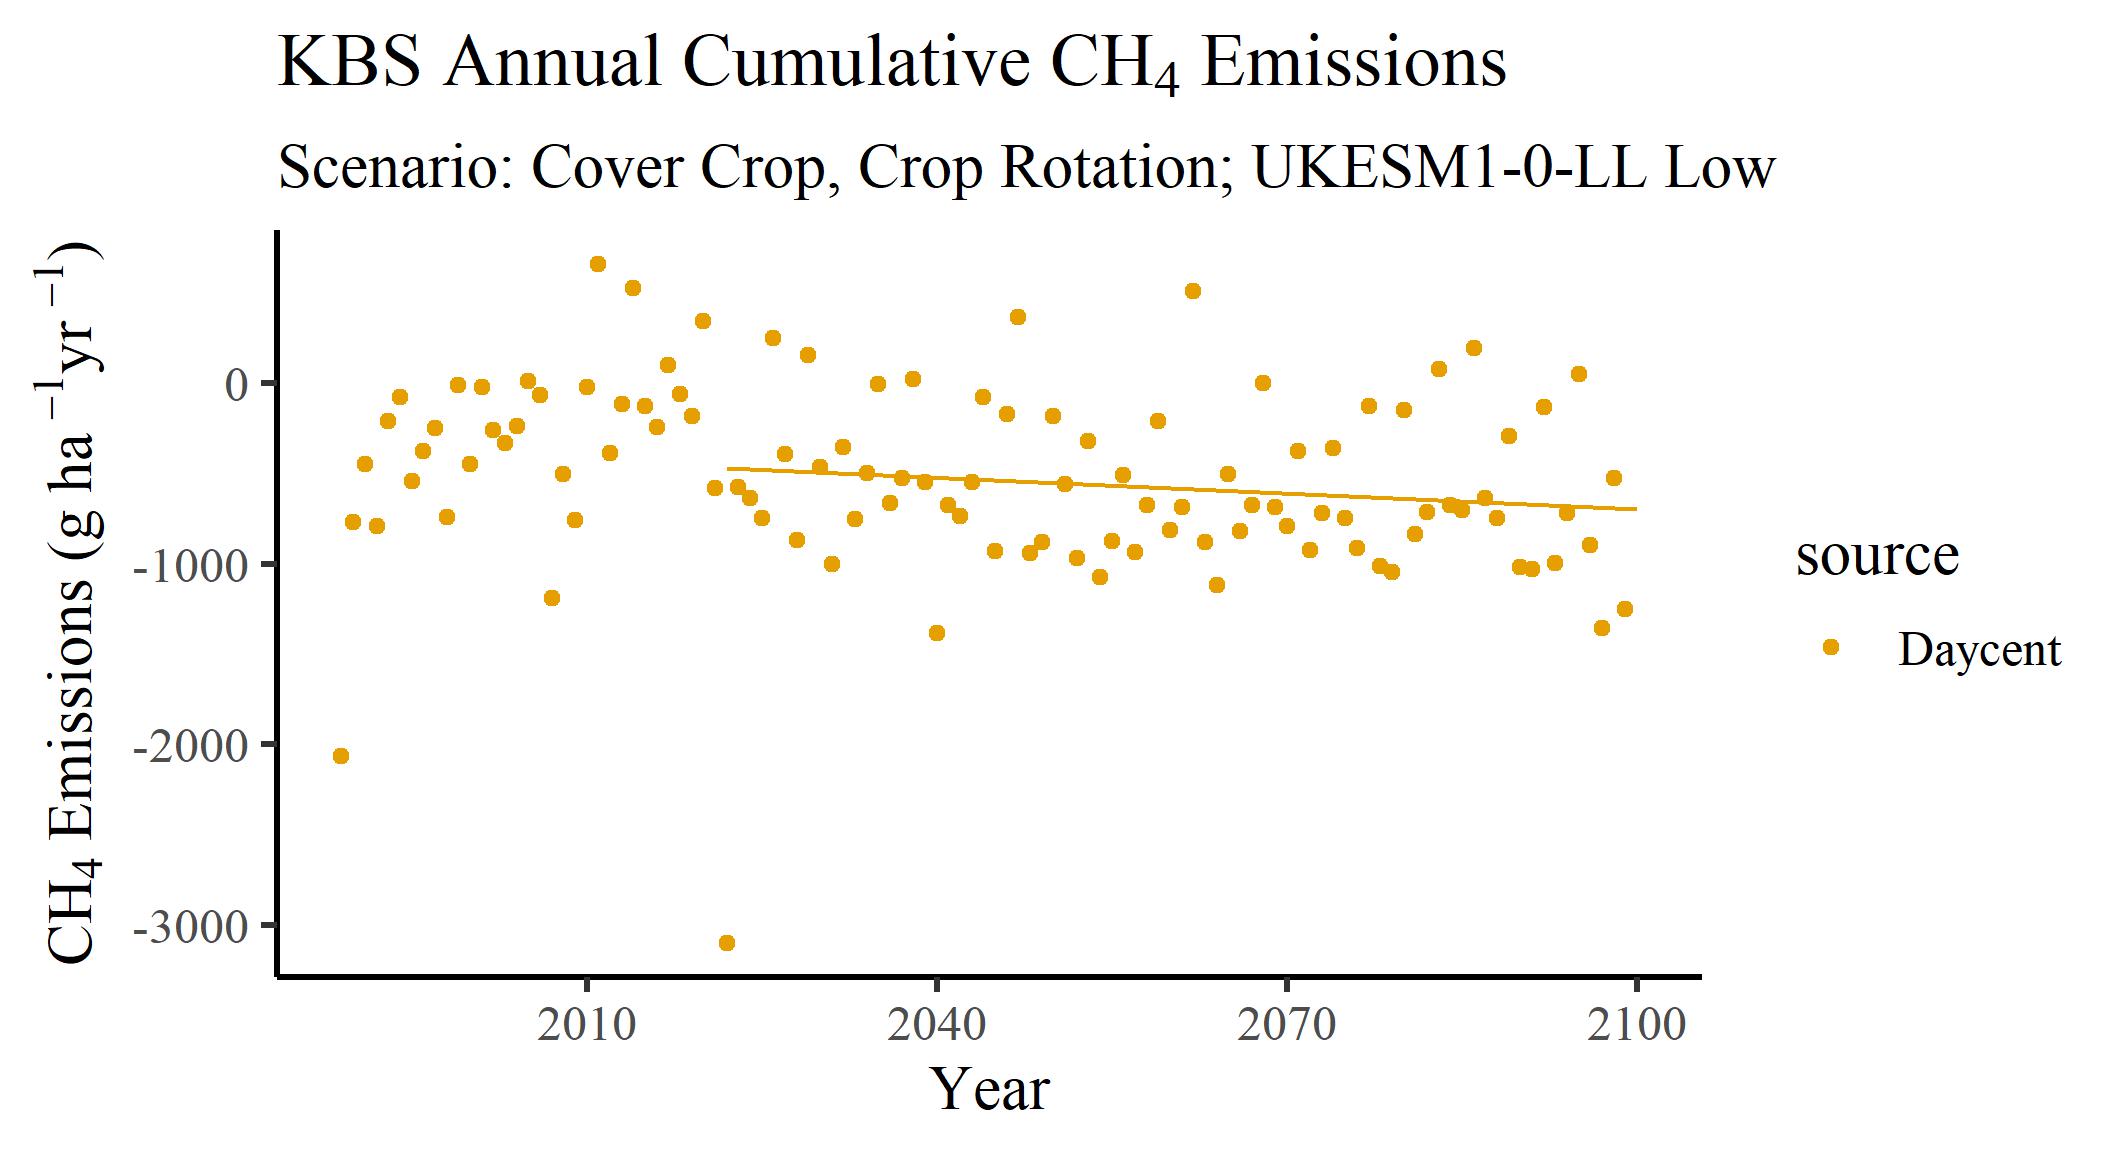 KBS Annual Cumulative CH₄ Emissions
Scenario: Cover Crop, Crop Rotation; UKESM1-0-LL Low
CH₄ Emissions (g ha ⁻¹yr ⁻¹)
0
-1000
-2000
-3000
2010 2040 2070 2100
Year
source
Daycent